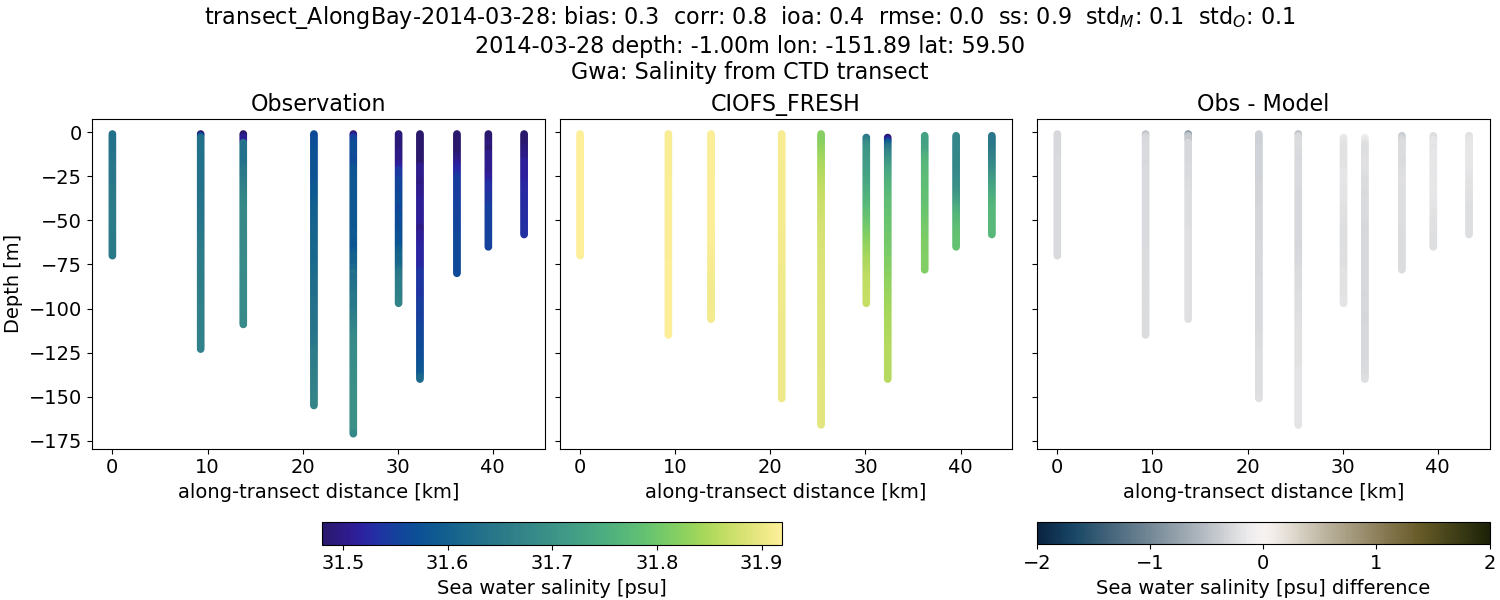 transect_AlongBay-2014-03-28: bias: 0.3 corr: 0.8 ioa: 0.4 rmse: 0.0 ss: 0.9 std_M: 0.1 std_O: 0.1
2014-03-28 depth: -1.00m lon: -151.89 lat: 59.50
Gwa: Salinity from CTD transect
Observation CIOFS_FRESH Obs - Model
Depth [m]
0
−25
−50
−75
−100
−125
−150
−175
0 10 20 30 40 0 10 20 30 40 0 10 20 30 40
along-transect distance [km] along-transect distance [km] along-transect distance [km]
31.5 31.6 31.7 31.8 31.9 −2 −1 0 1 2
Sea water salinity [psu] Sea water salinity [psu] difference